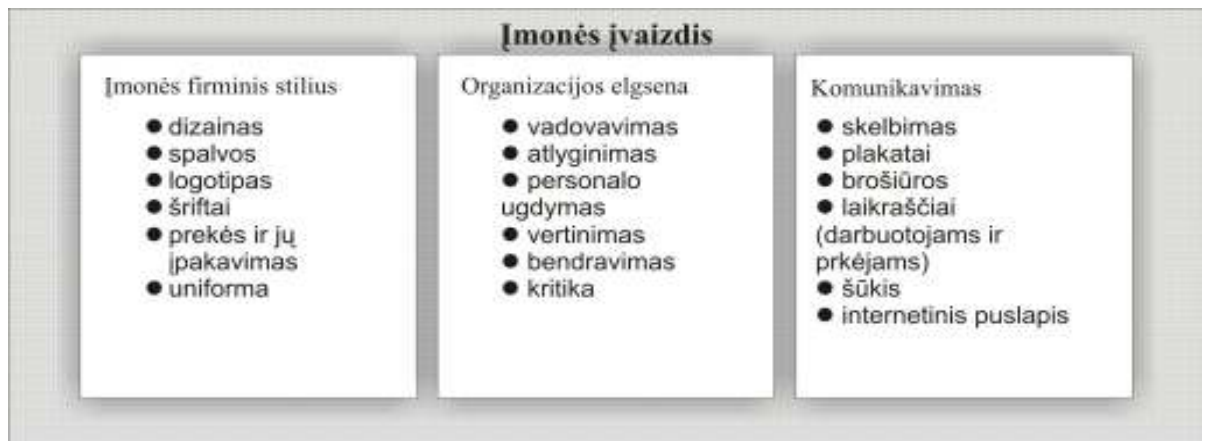 Įmonės įvaizdis
Įmonės firminis stilius
● dizainas
● spalvos
● logotipas
● šriftai
● prekės ir jų
įpakavimas
● uniforma
Organizacijos elgsena
● vadovavimas
● atlyginimas
● personalo
ugdymas
● vertinimas
● bendravimas
● kritika
Komunikavimas
● skelbimas
● plakatai
● brošiūros
● laikraščiai
(darbuotojams ir
prkėjams)
● šūkis
● internetinis puslapis